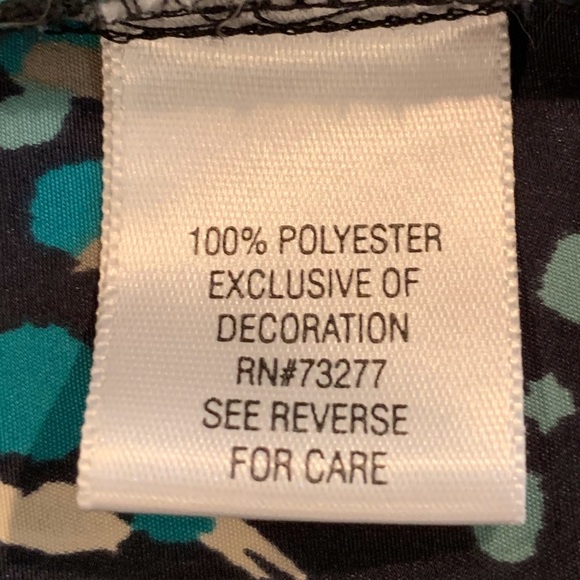 100% POLYESTER
EXCLUSIVE OF
DECORATION
RN#73277
SEE REVERSE
FOR CARE